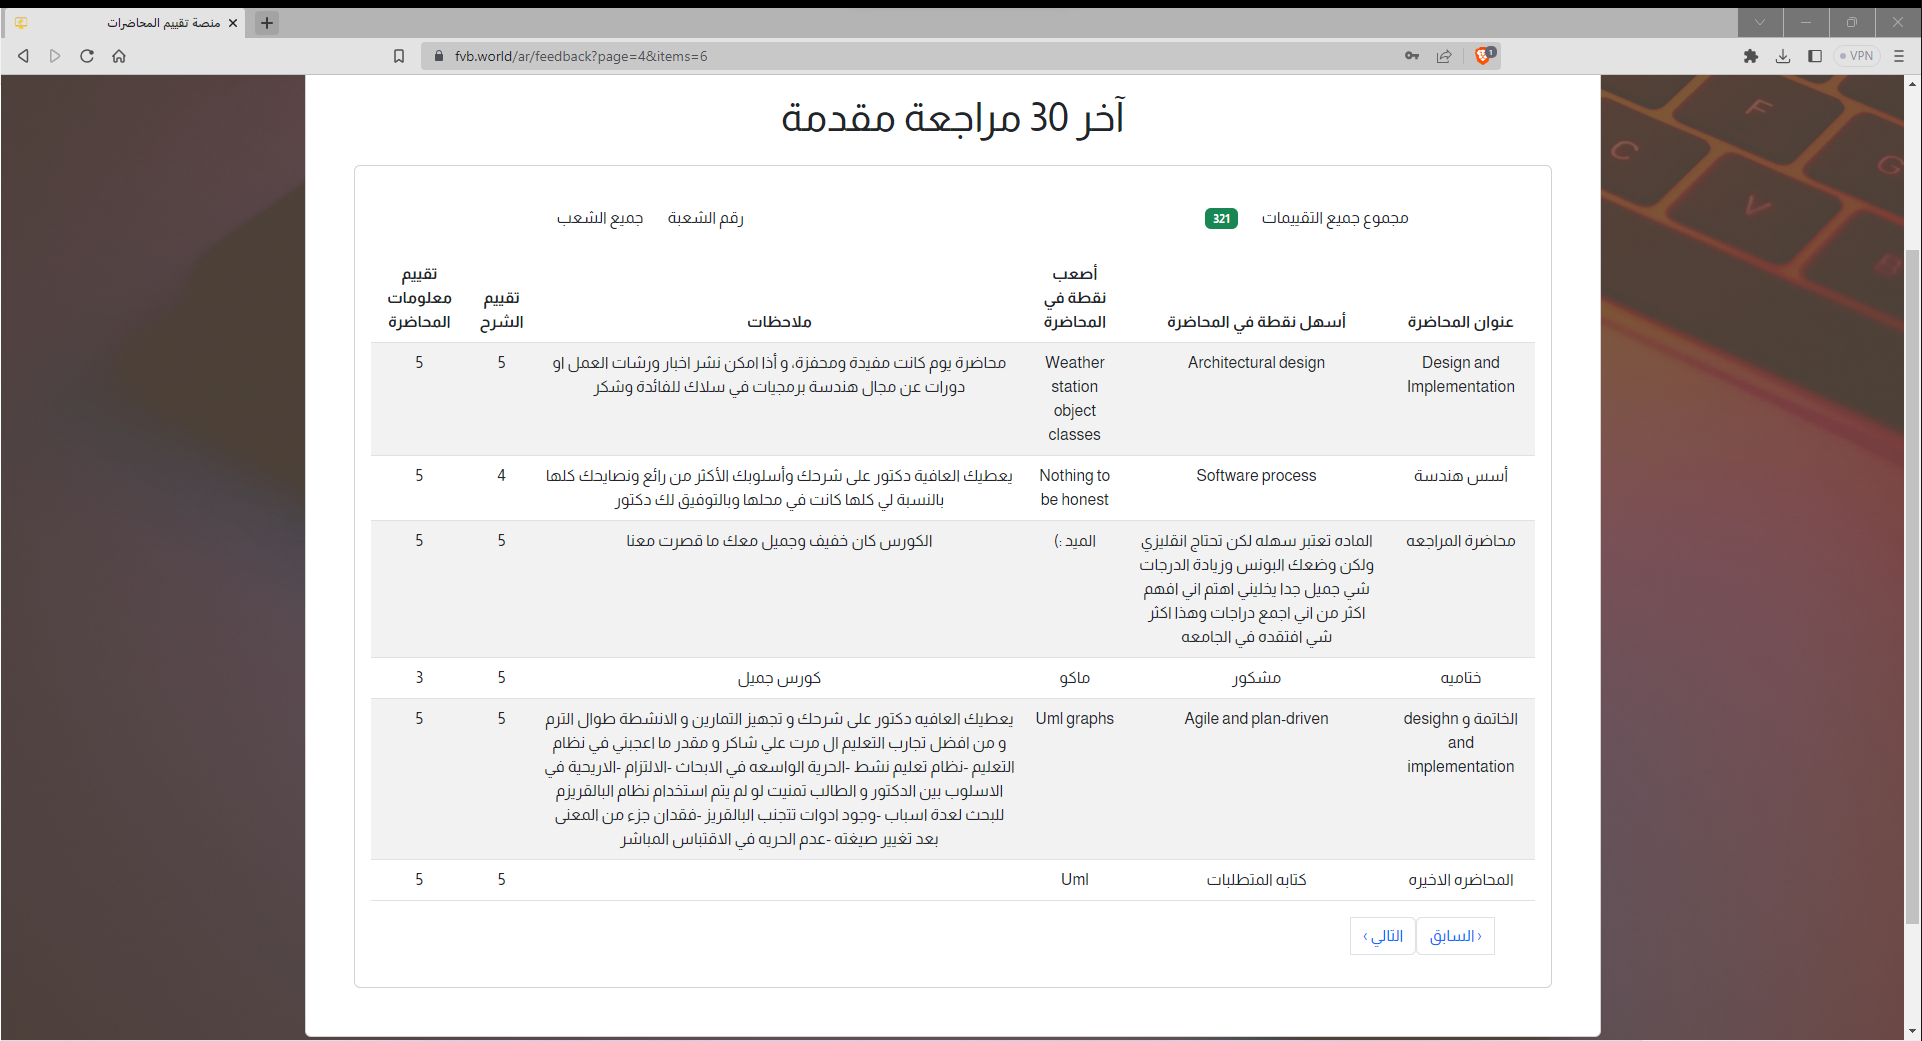 منصة تقييم المحاضرات
fvb.world/ar/feedback?page=4&items=6
1
VPN
آخر 30 مراجعة مقدمة
مجموع جميع التقييمات 321
رقم الشعبة جميع الشعب
عنوان المحاضرة
أسهل نقطة في المحاضرة
أصعب
نقطة في
المحاضرة
ملاحظات
تقييم
الشرح
تقييم
معلومات
المحاضرة
Design and
Implementation
Architectural design
Weather
station
object
classes
محاضرة يوم كانت مفيدة ومحفزة، و أذا امكن نشر اخبار ورشات العمل او
دورات عن مجال هندسة برمجيات في سلاك للفائدة وشكر
5
5
أسس هندسة
Software process
Nothing to
be honest
يعطيك العافية دكتور على شرحك وأسلوبك الأكثر من رائع ونصايحك كلها
بالنسبة لي كلها كانت في محلها وبالتوفيق لك دكتور
4
5
محاضرة المراجعه
الماده تعتبر سهله لكن تحتاج انقليزي
ولكن وضعك البونس وزيادة الدرجات
شي جميل جدا يخليني اهتم اني افهم
اكثر من اني اجمع دراجات وهذا اكثر
شي افتقده في الجامعه
الميد :)
الكورس كان خفيف وجميل معك ما قصرت معنا
5
5
ختاميه
مشكور
ماكو
كورس جميل
5
3
الخاتمة و desighn
and
implementation
Agile and plan-driven
Uml graphs
يعطيك العافيه دكتور على شرحك و تجهيز التمارين و الانشطة طوال الترم
و من افضل تجارب التعليم ال مرت علي شاكر و مقدر ما اعجبني في نظام
التعليم -نظام تعليم نشط -الحرية الواسعه في الابحاث -الالتزام -الاريحية في
الاسلوب بين الدكتور و الطالب تمنيت لو لم يتم استخدام نظام البالقريزم
للبحث لعدة اسباب -وجود ادوات تتجنب البالقريز -فقدان جزء من المعنى
بعد تغيير صيغته -عدم الحريه في الاقتباس المباشر
5
5
المحاضره الاخيره
كتابه المتطلبات
Uml
5
5
‹ السابق
التالي ›
F
G
C
V
B